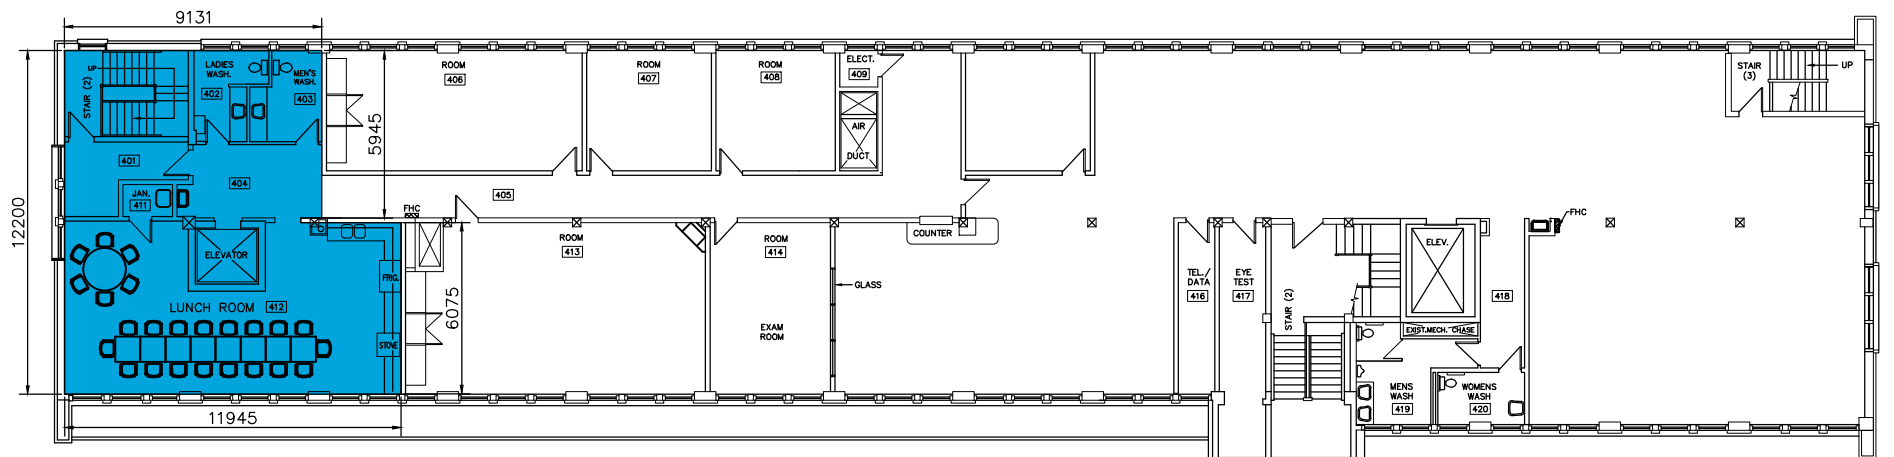 9131
UP
STAIR (2)
LADIES
WASH.
402
MEN'S
WASH.
403
ROOM
406
ROOM
407
ROOM
408
ELECT.
409
AIR
DUCT
STAIR
(3)
UP
5945
401
404
JAN.
411
405
12200
FHC
COUNTER
FHC
ELEVATOR
ROOM
413
ROOM
414
GLASS
TEL./
DATA
416
EYE
TEST
417
STAIR (2)
ELEV.
418
FRIG.
LUNCH ROOM 412
6075
EXAM
ROOM
STOVE
EXIST.MECH. CHASE
MENS
WASH
419
WOMENS
WASH
420
11945